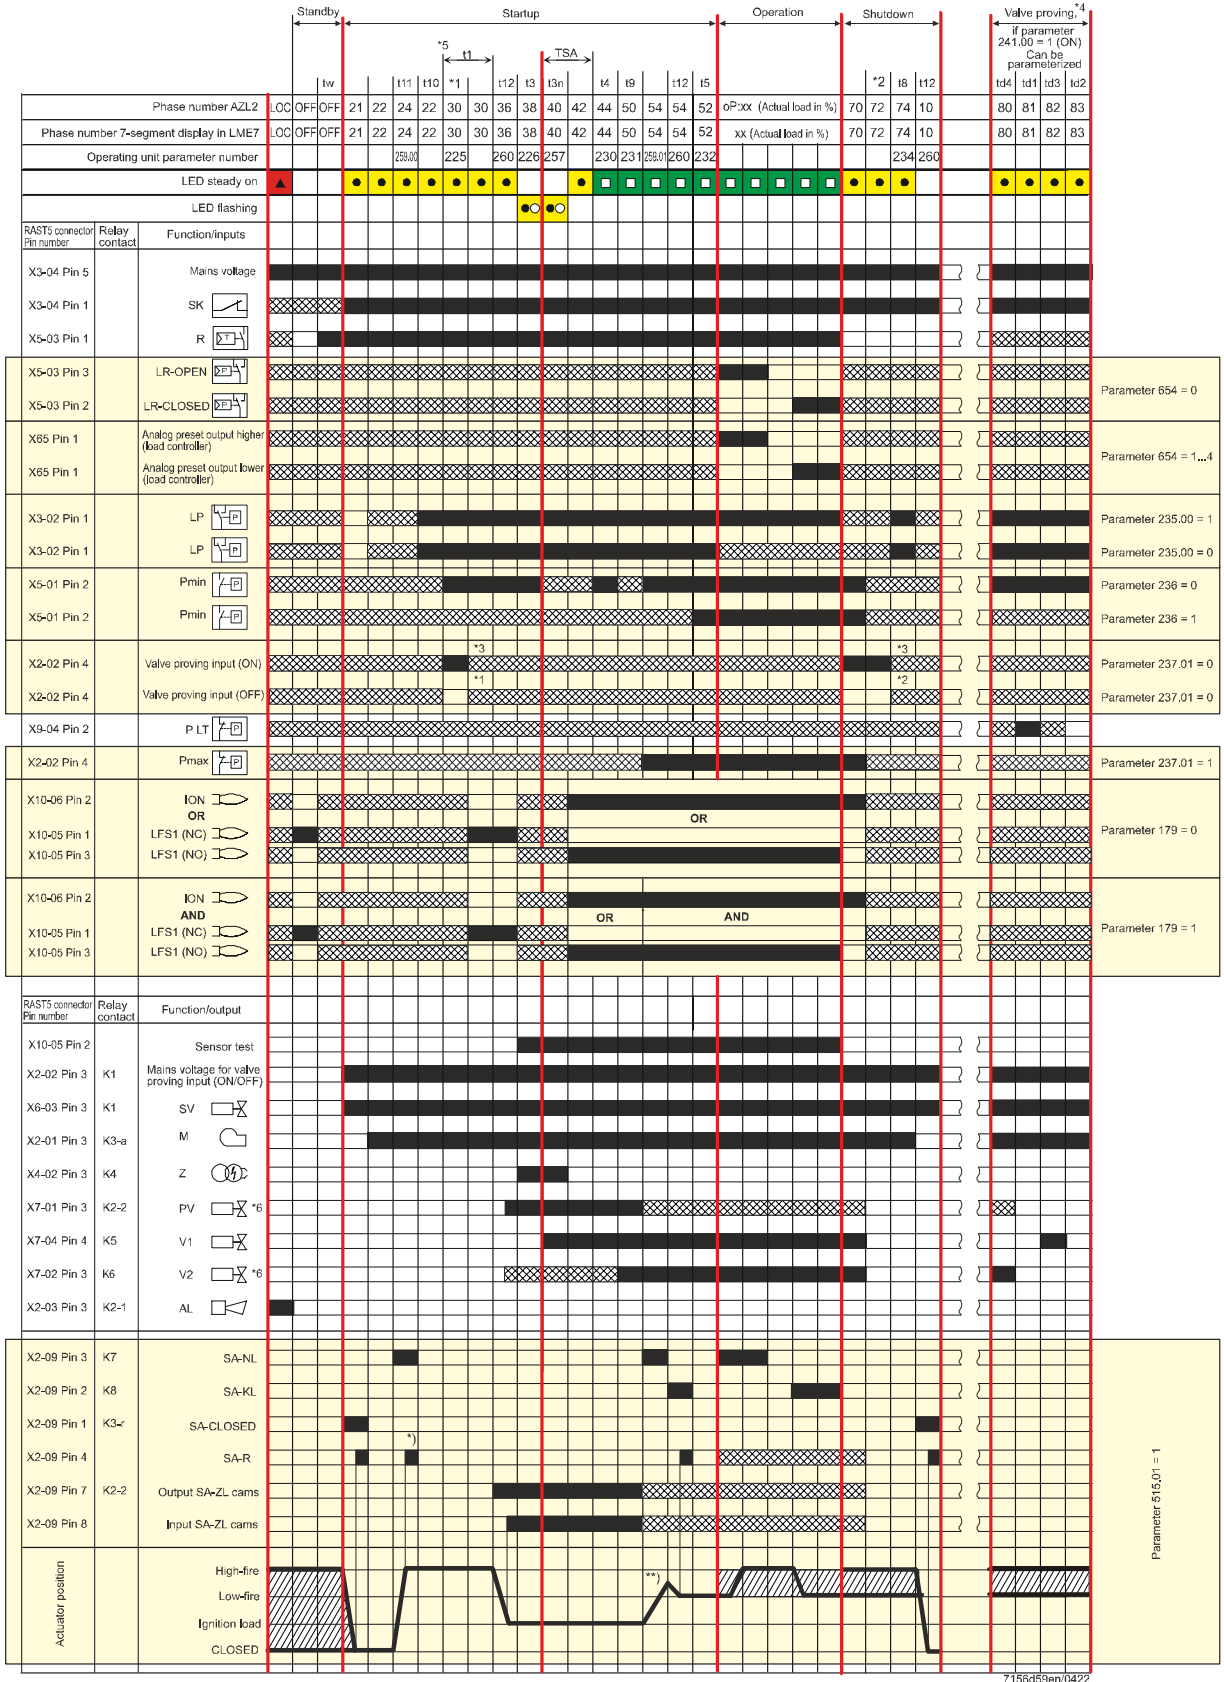 Standby Startup Operation Shutdown Valve proving, *4
if parameter
241.00 = 1 (ON)
Can be
parameterized
*5 t1 TSA
tw t11 t10 *1 t12 t3 t3n t4 t9 t12 t5 *2 t8 t12 td4 td1 td3 td2
Phase number AZL2 LOC OFF OFF 21 22 24 22 30 30 36 38 40 42 44 50 54 54 52 oP:xx (Actual load in %) 70 72 74 10 80 81 82 83
Phase number 7-segment display in LME7 LOC OFF OFF 21 22 24 22 30 30 36 38 40 42 44 50 54 54 52 xx (Actual load in %) 70 72 74 10 80 81 82 83
Operating unit parameter number 259.00 225 260 226 257 230 231 259.01 260 232 234 260
LED steady on
LED flashing
RAST5 connector Pin number Relay contact Function/inputs
X3-04 Pin 5 Mains voltage
X3-04 Pin 1 SK
X5-03 Pin 1 R
X5-03 Pin 3 LR-OPEN
Parameter 654 = 0
X5-03 Pin 2 LR-CLOSED
X65 Pin 1 Analog preset output higher (load controller)
Parameter 654 = 1...4
X65 Pin 1 Analog preset output lower (load controller)
X3-02 Pin 1 LP P Parameter 235.00 = 1
X3-02 Pin 1 LP P Parameter 235.00 = 0
X5-01 Pin 2 Pmin P Parameter 236 = 0
X5-01 Pin 2 Pmin P Parameter 236 = 1
X2-02 Pin 4 Valve proving input (ON) *3 *3 Parameter 237.01 = 0
*1 *2
X2-02 Pin 4 Valve proving input (OFF) Parameter 237.01 = 0
X9-04 Pin 2 P LT P
X2-02 Pin 4 Pmax P Parameter 237.01 = 1
X10-06 Pin 2 ION
OR OR
X10-05 Pin 1 LFS1 (NC) Parameter 179 = 0
X10-05 Pin 3 LFS1 (NO)
X10-06 Pin 2 ION
AND OR AND
X10-05 Pin 1 LFS1 (NC) Parameter 179 = 1
X10-05 Pin 3 LFS1 (NO)
RAST5 connector Pin number Relay contact Function/output
X10-05 Pin 2 Sensor test
X2-02 Pin 3 K1 Mains voltage for valve proving input (ON/OFF)
X6-03 Pin 3 K1 SV
X2-01 Pin 3 K3-a M
X4-02 Pin 3 K4 Z
X7-01 Pin 3 K2-2 PV *6
X7-04 Pin 4 K5 V1
X7-02 Pin 3 K6 V2 *6
X2-03 Pin 3 K2-1 AL
X2-09 Pin 3 K7 SA-NL
X2-09 Pin 2 K8 SA-KL
X2-09 Pin 1 K3-r SA-CLOSED
*)
X2-09 Pin 4 SA-R
X2-09 Pin 7 K2-2 Output SA-ZL cams
X2-09 Pin 8 Input SA-ZL cams
Parameter 515.01 = 1
Actuator position
High-fire
**)
Low-fire
Ignition load
CLOSED
7156d59en/0422